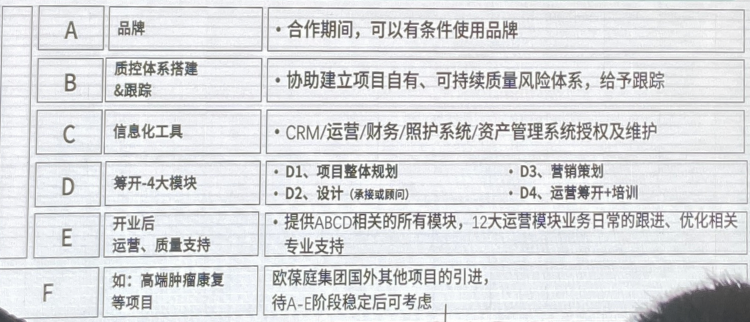 A 品牌 •合作期间，可以有条件使用品牌
B 质控体系搭建
&跟踪 •协助建立项目自有、可持续质量风险体系，给予跟踪
C 信息化工具 •CRM/运营/财务/照护系统/资产管理系统授权及维护
D 筹开-4大模块 •D1、项目整体规划 •D3、营销策划
•D2、设计（承接或顾问） •D4、运营筹开+培训
E 开业后
运营、质量支持 •提供ABCD相关的所有模块，12大运营模块业务日常的跟进、优化相关
专业支持
F 如：高端肿瘤康复
等项目 欧葆庭集团国外其他项目的引进，
待A-E阶段稳定后可考虑